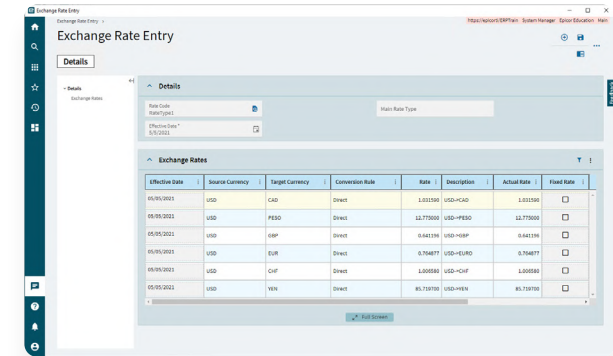 Exchange Rate Entry
Exchange Rate Entry
https://epicor0/ERPTrain System Manager Epicor Education Main
Exchange Rate Entry
Details
Details
Exchange Rates
Details
Rate Code
RateType1
Main Rate Type
Effective Date *
5/5/2021
Exchange Rates
Effective Date Source Currency Target Currency Conversion Rule Rate Description Actual Rate Fixed Rate
05/05/2021 USD CAD Direct 1.031590 USD->CAD 1.031590
05/05/2021 USD PESO Direct 12.775000 USD->PESO 12.775000
05/05/2021 USD GBP Direct 0.641196 USD->GBP 0.641196
05/05/2021 USD EUR Direct 0.764877 USD->EURO 0.764877
05/05/2021 USD CHF Direct 1.006580 USD->CHF 1.006580
05/05/2021 USD YEN Direct 85.719700 USD->YEN 85.719700
Full Screen